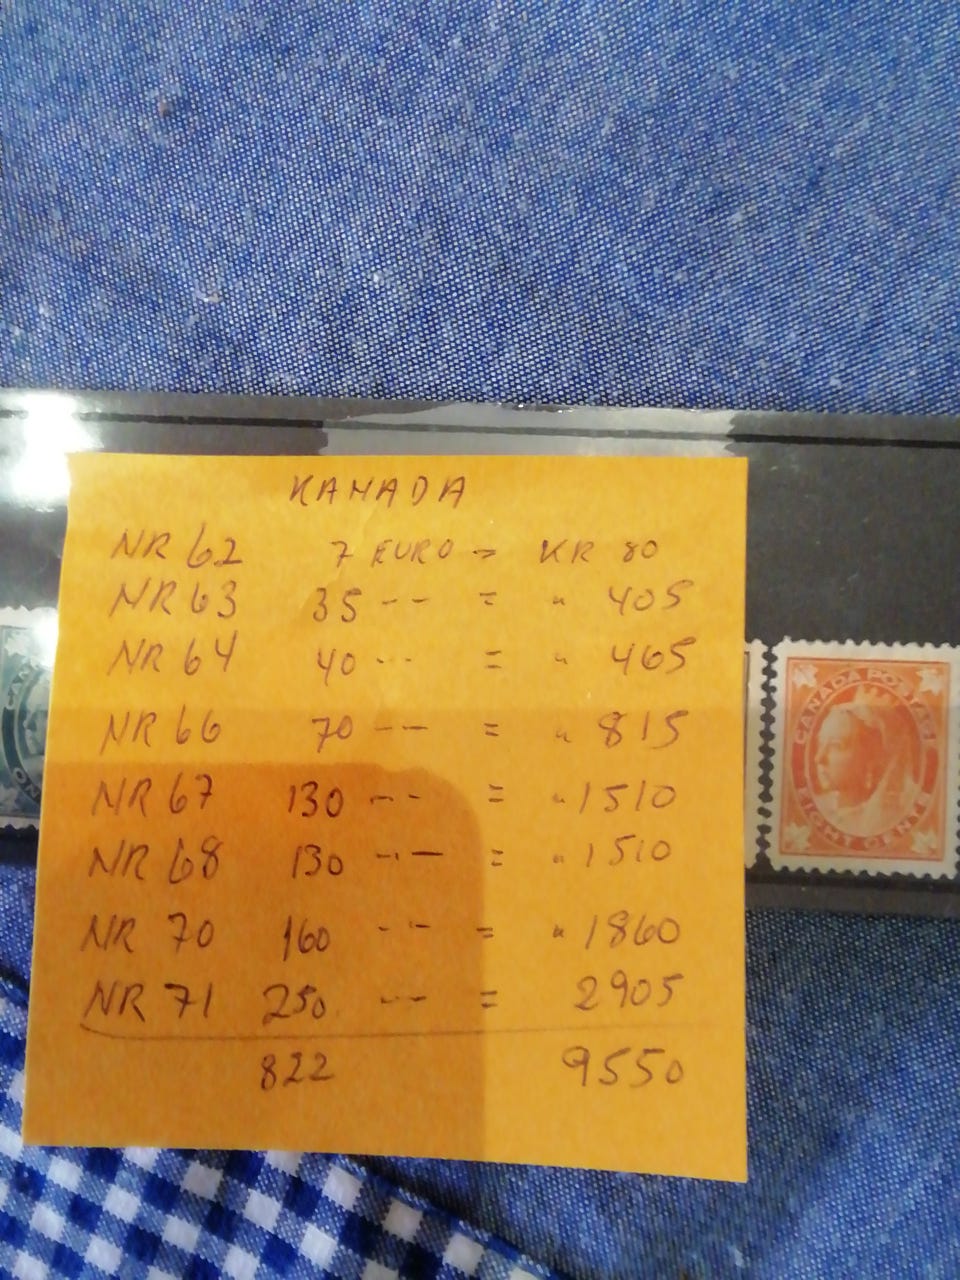 KANADA
NR 62 7 EURO = KR 80
NR 63 35 -- = " 405
NR 64 40 -- = " 465
NR 66 70 -- = " 815
NR 67 130 -- = " 1510
NR 68 130 -- = " 1510
NR 70 160 -- = " 1860
NR 71 250 -- = 2905
822 9550
CANADA POSTAGE
EIGHT CENTS